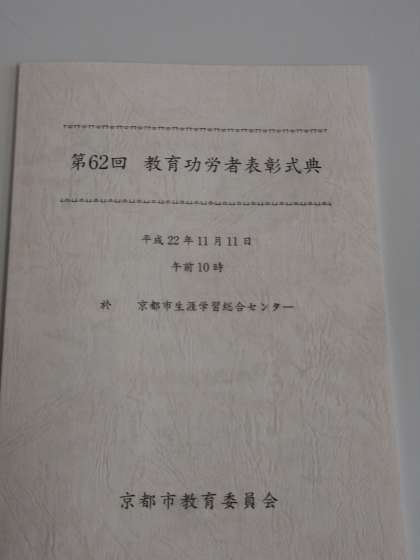 第62回 教育功労者表彰式典
平成22年11月11日
午前10時
於 京都市生涯学習総合センター
京都市教育委員会